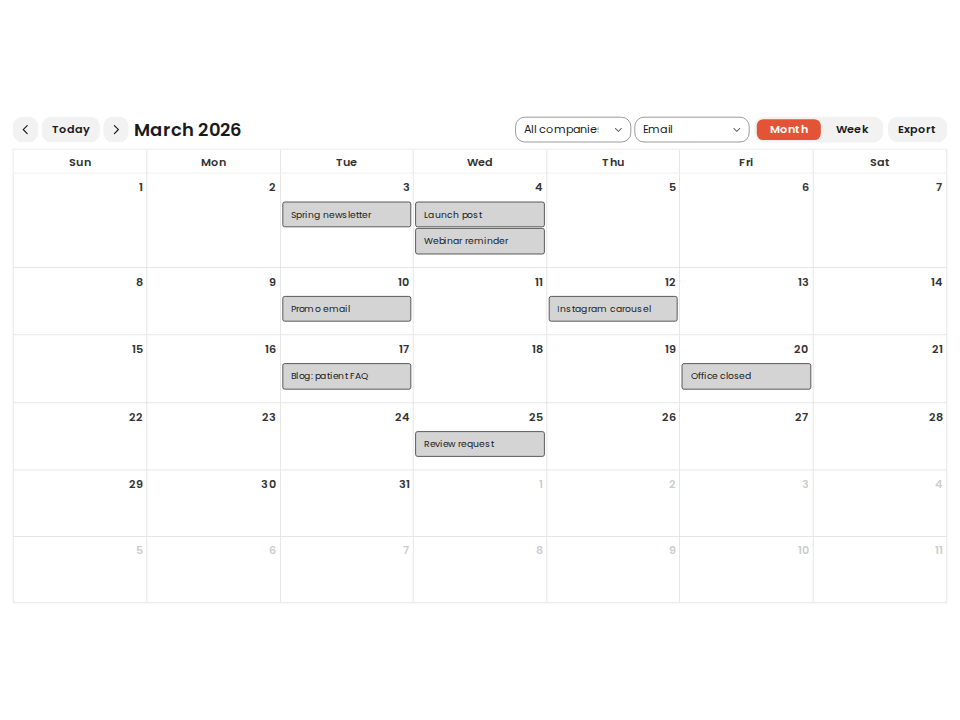 Today March 2026 All companie Email Month Week Export
Sun Mon Tue Wed Thu Fri Sat
1 2 3 4 5 6 7
Spring newsletter Launch post
Webinar reminder
8 9 10 11 12 13 14
Promo email Instagram carousel
15 16 17 18 19 20 21
Blog: patient FAQ Office closed
22 23 24 25 26 27 28
Review request
29 30 31 1 2 3 4
5 6 7 8 9 10 11